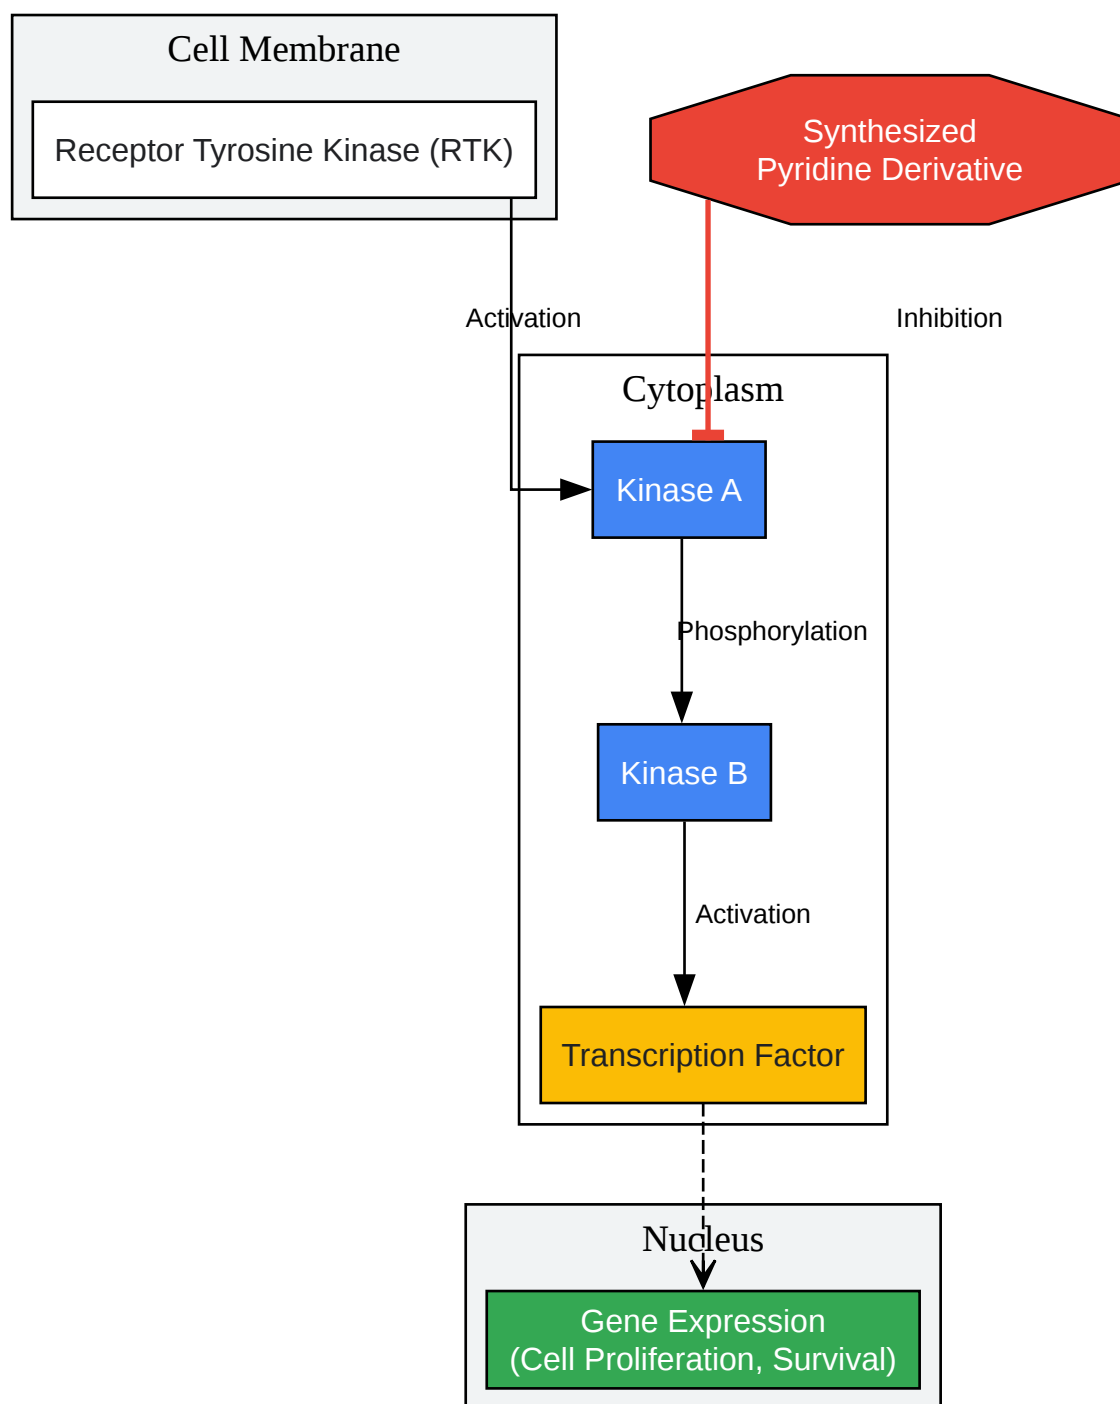 Cell Membrane
Receptor Tyrosine Kinase (RTK)
Synthesized
Pyridine Derivative
Activation
Inhibition
Cytoplasm
Kinase A
Phosphorylation
Kinase B
Activation
Transcription Factor
Nucleus
Gene Expression
(Cell Proliferation, Survival)